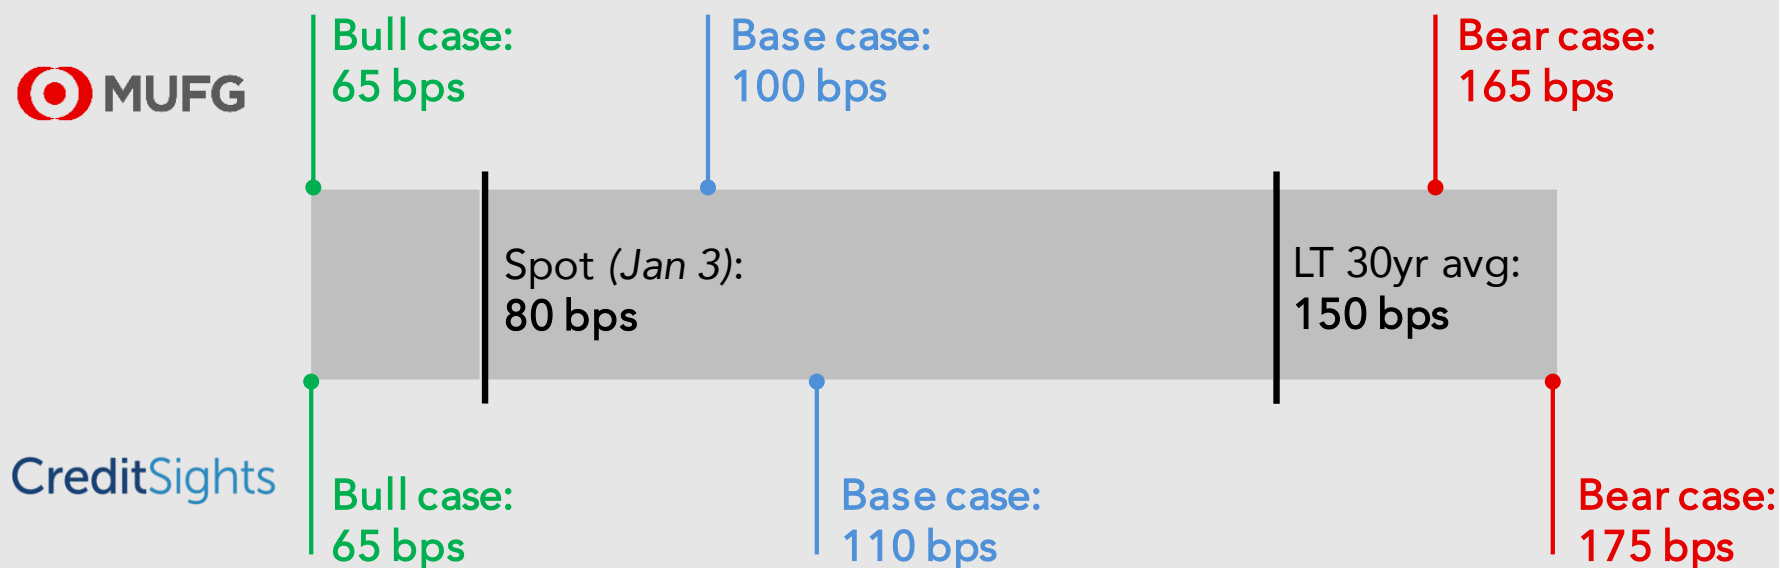 MUFG
Bull case:
65 bps
Base case:
100 bps
Bear case:
165 bps
Spot (Jan 3):
80 bps
LT 30yr avg:
150 bps
CreditSights
Bull case:
65 bps
Base case:
110 bps
Bear case:
175 bps